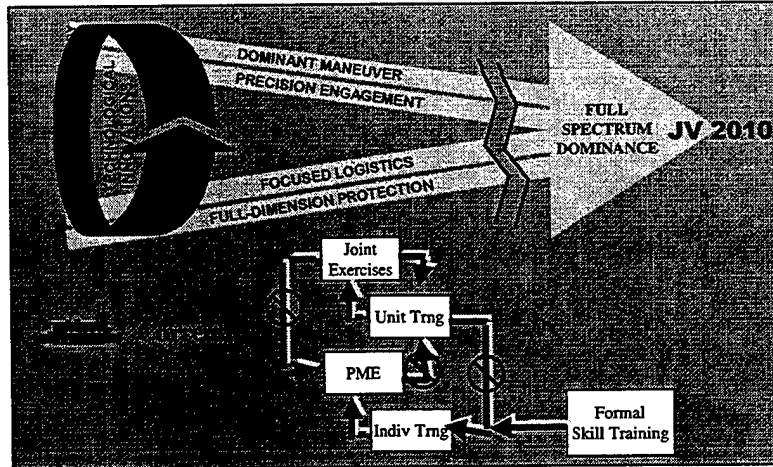 TECHNOLOGICAL
INNOVATIONS
DOMINANT MANEUVER
PRECISION ENGAGEMENT
FOCUSED LOGISTICS
FULL-DIMENSION PROTECTION
FULL
SPECTRUM
DOMINANCE
JV 2010
Joint
Exercises
Unit Trng
PME
Indiv Trng
Formal
Skill Training